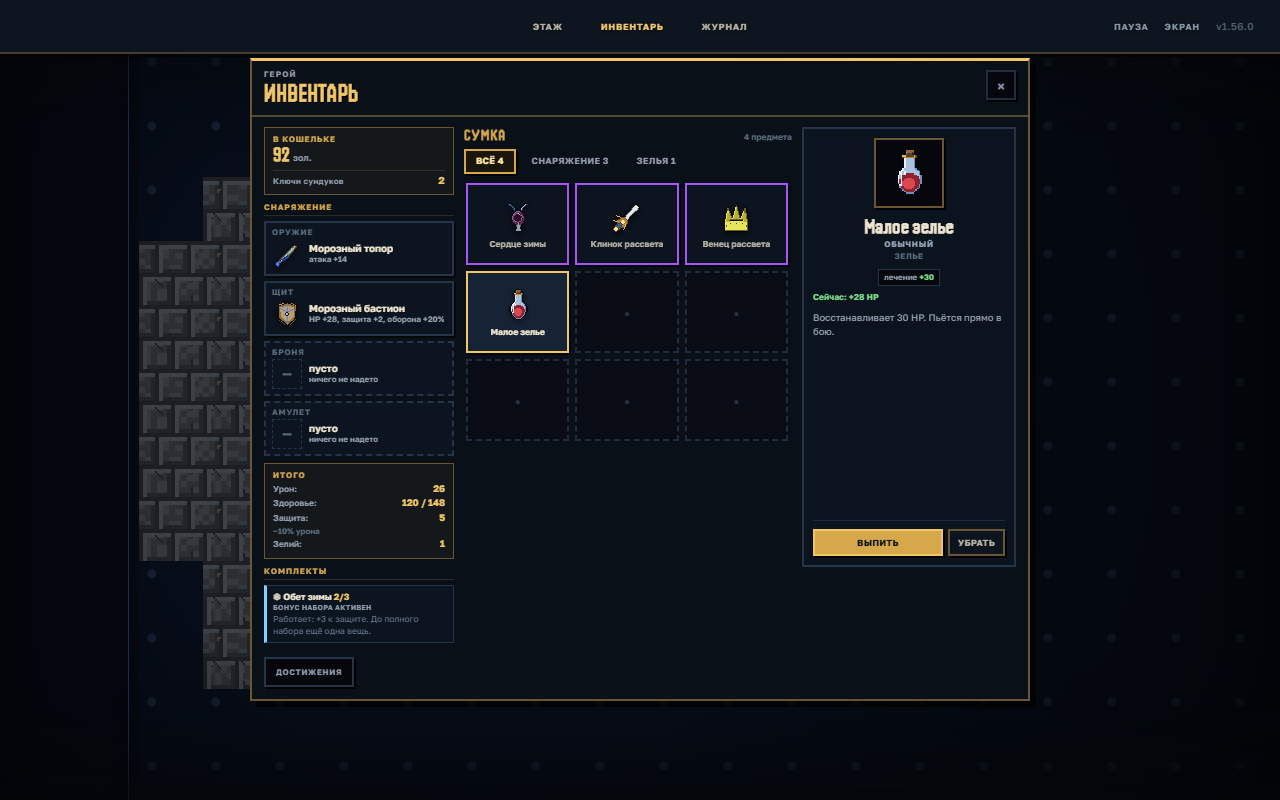 ЭТАЖ
ИНВЕНТАРЬ
ЖУРНАЛ
ПАУЗА
ЭКРАН
v1.56.0
ГЕРОЙ
ИНВЕНТАРЬ
×
В КОШЕЛЬКЕ
92 зол.
Ключи сундуков 2
СНАРЯЖЕНИЕ
ОРУЖИЕ
Морозный топор
атака +14
ЩИТ
Морозный бастион
HP +28, защита +2, оборона +20%
БРОНЯ
—
пусто
ничего не надето
АМУЛЕТ
—
пусто
ничего не надето
ИТОГО
Урон: 26
Здоровье: 120 / 148
Защита: 5
−10% урона
Зелий: 1
КОМПЛЕКТЫ
❄ Обет зимы 2/3
БОНУС НАБОРА АКТИВЕН
Работает: +3 к защите. До полного
набора ещё одна вещь.
ДОСТИЖЕНИЯ
СУМКА
4 предмета
ВСЁ 4
СНАРЯЖЕНИЕ 3
ЗЕЛЬЯ 1
Сердце зимы
Клинок рассвета
Венец рассвета
Малое зелье
Малое зелье
ОБЫЧНЫЙ
ЗЕЛЬЕ
лечение +30
Сейчас: +28 HP
Восстанавливает 30 HP. Пьётся прямо в
бою.
ВЫПИТЬ
УБРАТЬ